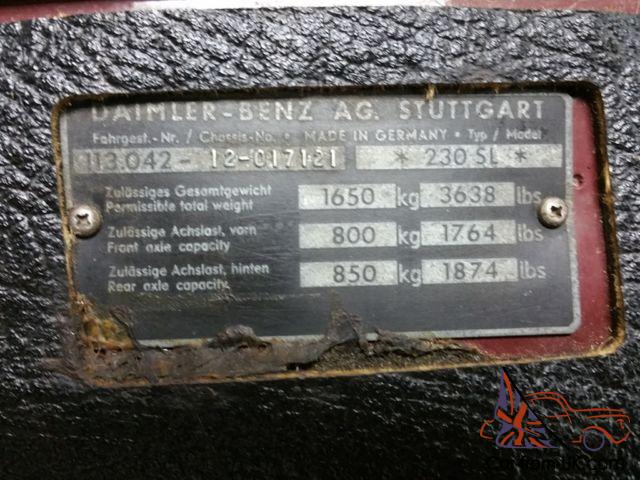 DAIMLER-BENZ AG. STUTTGART
Fahrgest.-Nr. / Chassis-No. • MADE IN GERMANY • Typ / Model
113.042- 12-017121 * 230 SL *
Zulässiges Gesamtgewicht
Permissible total weight
1650 kg 3638 lbs
Zulässige Achslast, vorn
Front axle capacity
800 kg 1764 lbs
Zulässige Achslast, hinten
Rear axle capacity
850 kg 1874 lbs